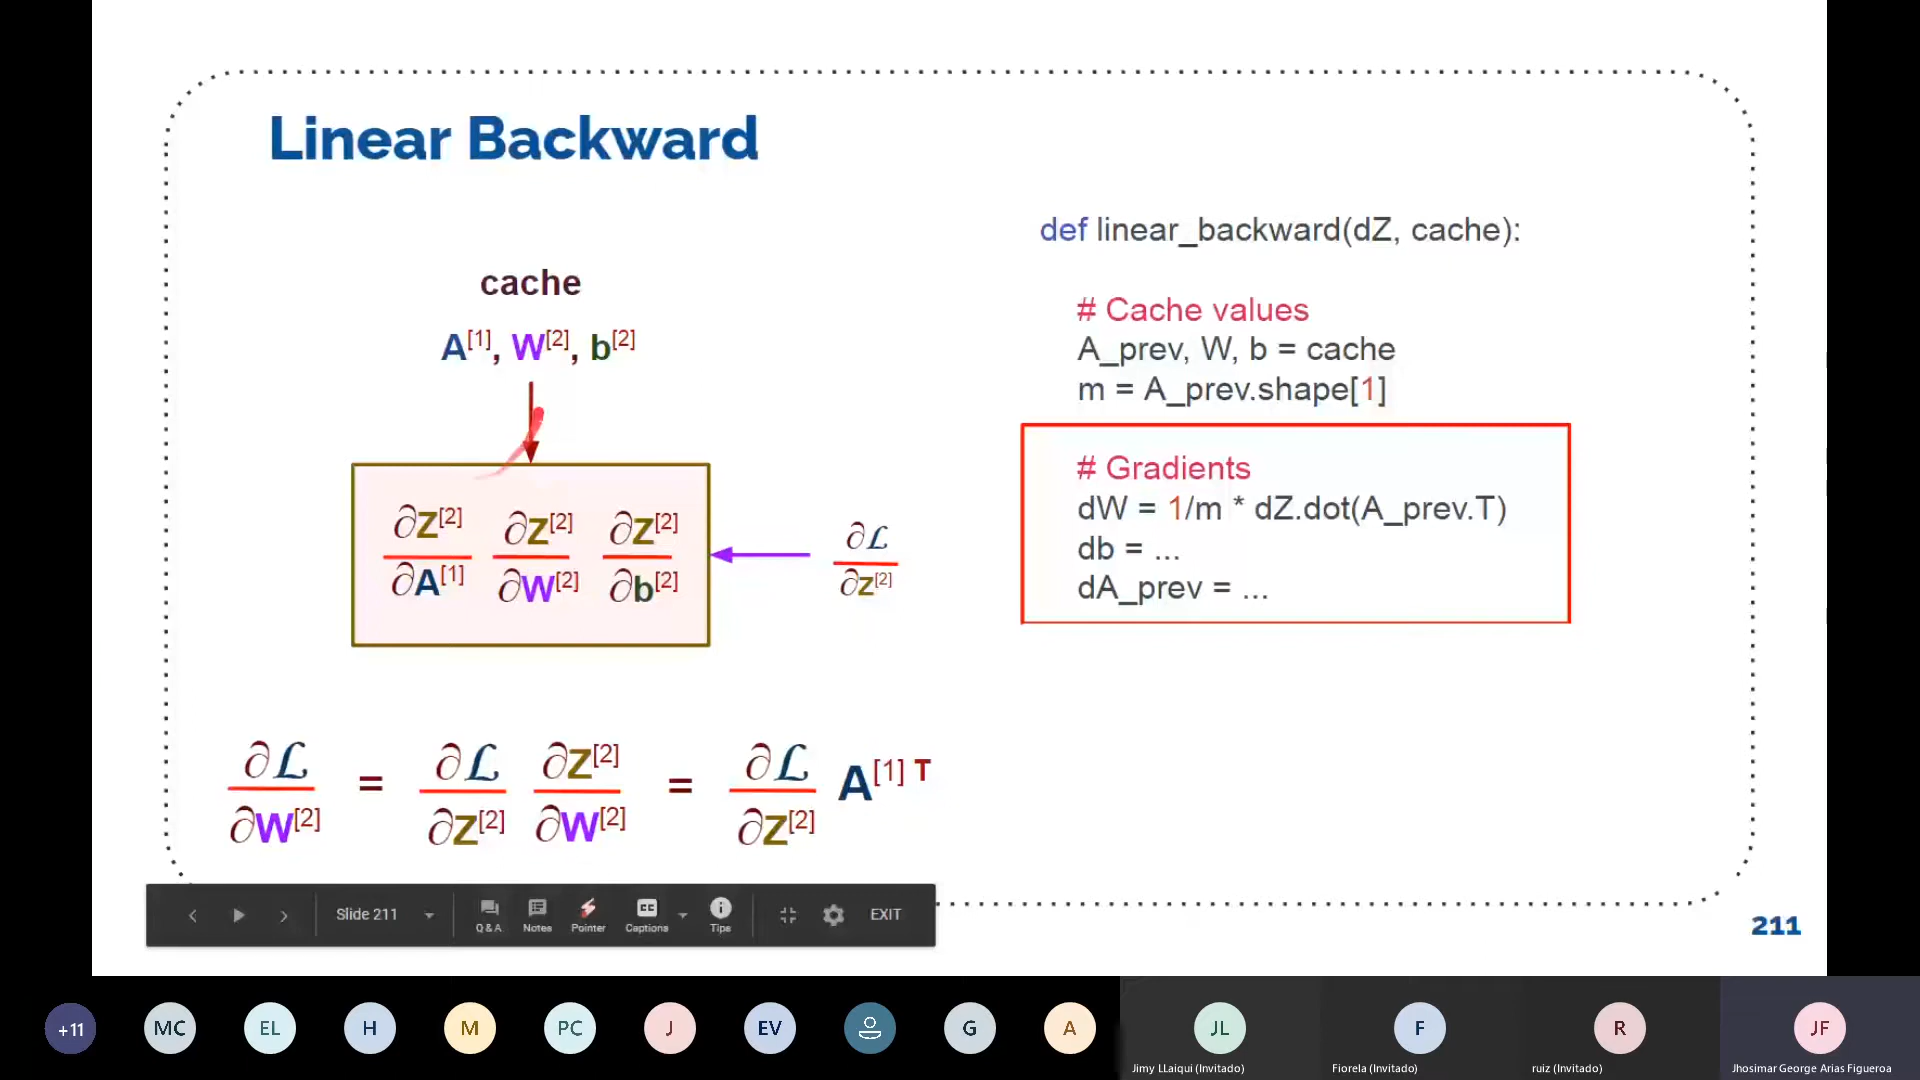 Linear Backward
cache
A[1], W[2], b[2]
∂Z[2] ∂Z[2] ∂Z[2]
∂A[1] ∂W[2] ∂b[2]
∂ℒ
∂Z[2]
def linear_backward(dZ, cache):
# Cache values
A_prev, W, b = cache
m = A_prev.shape[1]
# Gradients
dW = 1/m * dZ.dot(A_prev.T)
db = ...
dA_prev = ...
∂ℒ = ∂ℒ ∂Z[2] = ∂ℒ A[1] T
∂W[2] ∂Z[2] ∂W[2] ∂Z[2]
Slide 211
Q & A Notes Pointer CC Captions Tips
EXIT
211
+11 MC EL H M PC J EV G A JL F R JF
Jimy LLaiqui (Invitado) Fiorela (Invitado) ruiz (Invitado) Jhosimar George Arias Figueroa